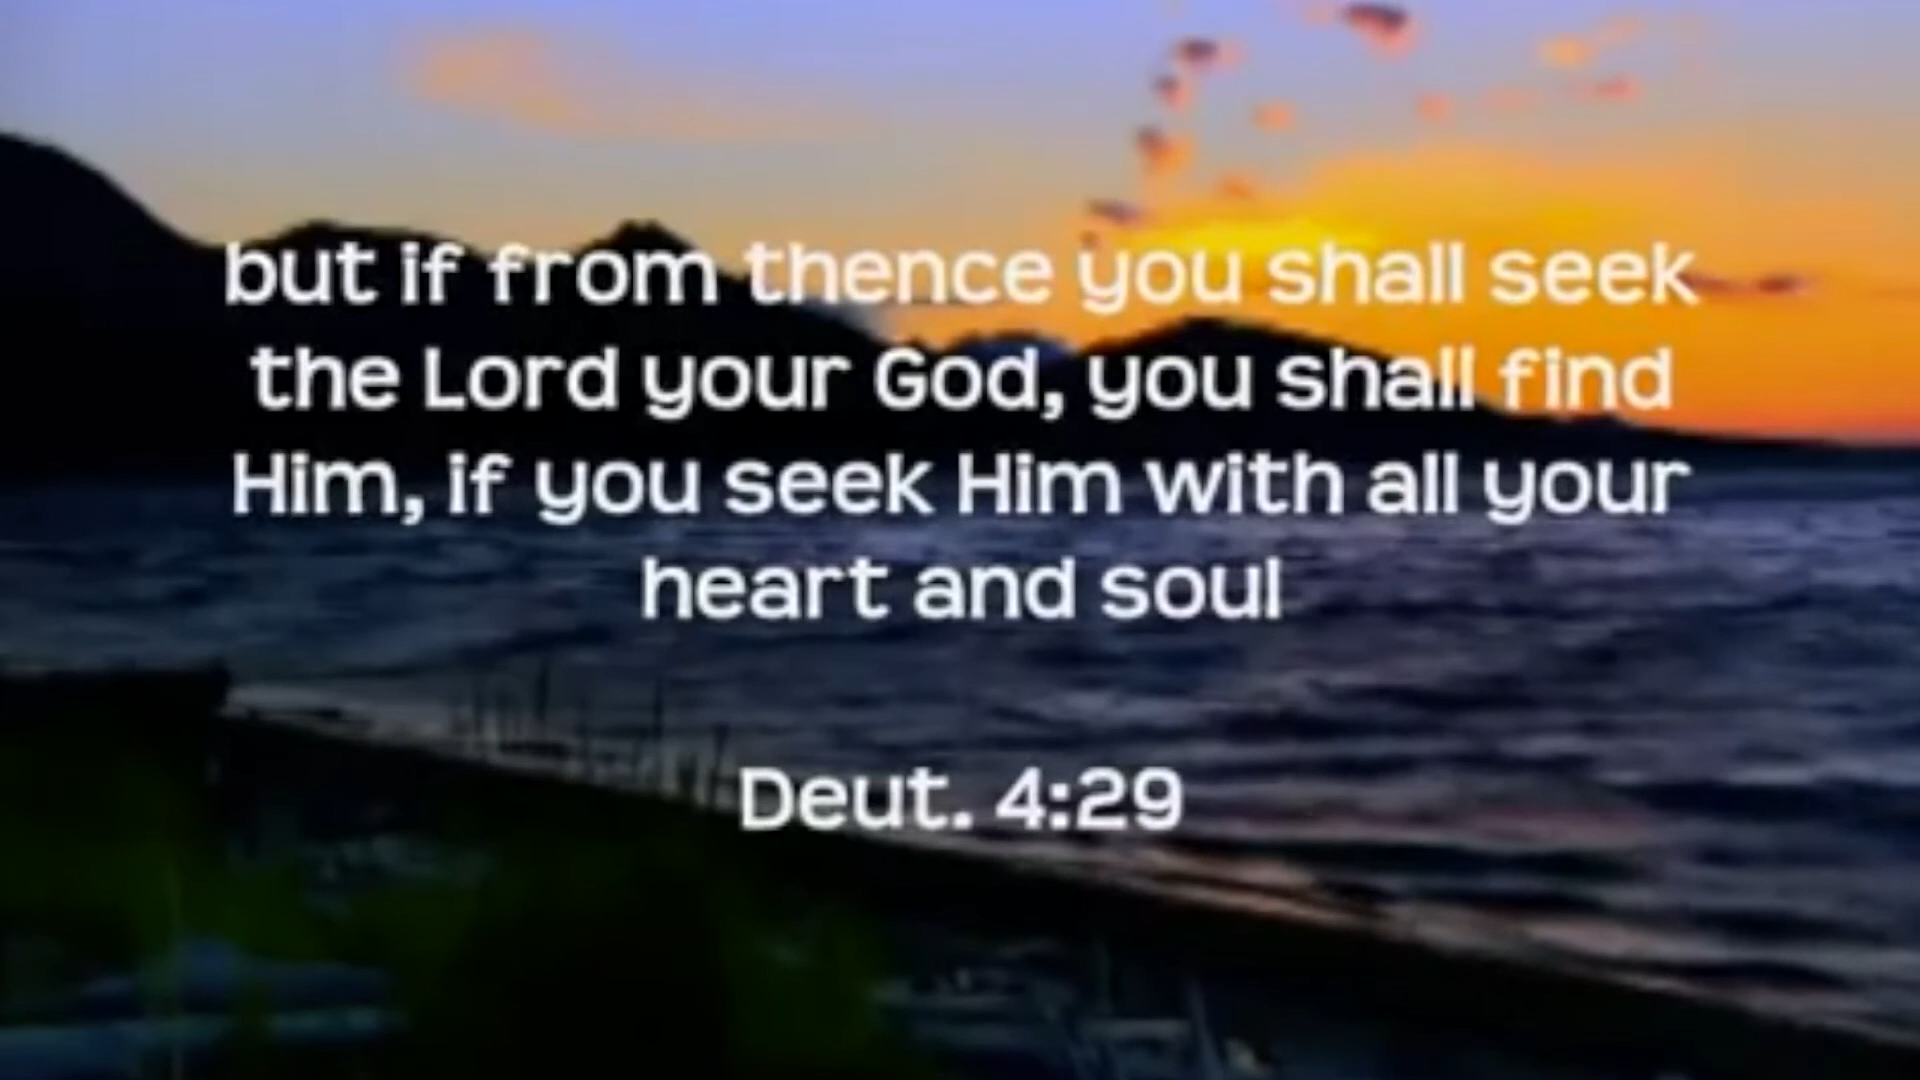 but if from thence you shall seek
the Lord your God, you shall find
Him, if you seek Him with all your
heart and soul
Deut. 4:29